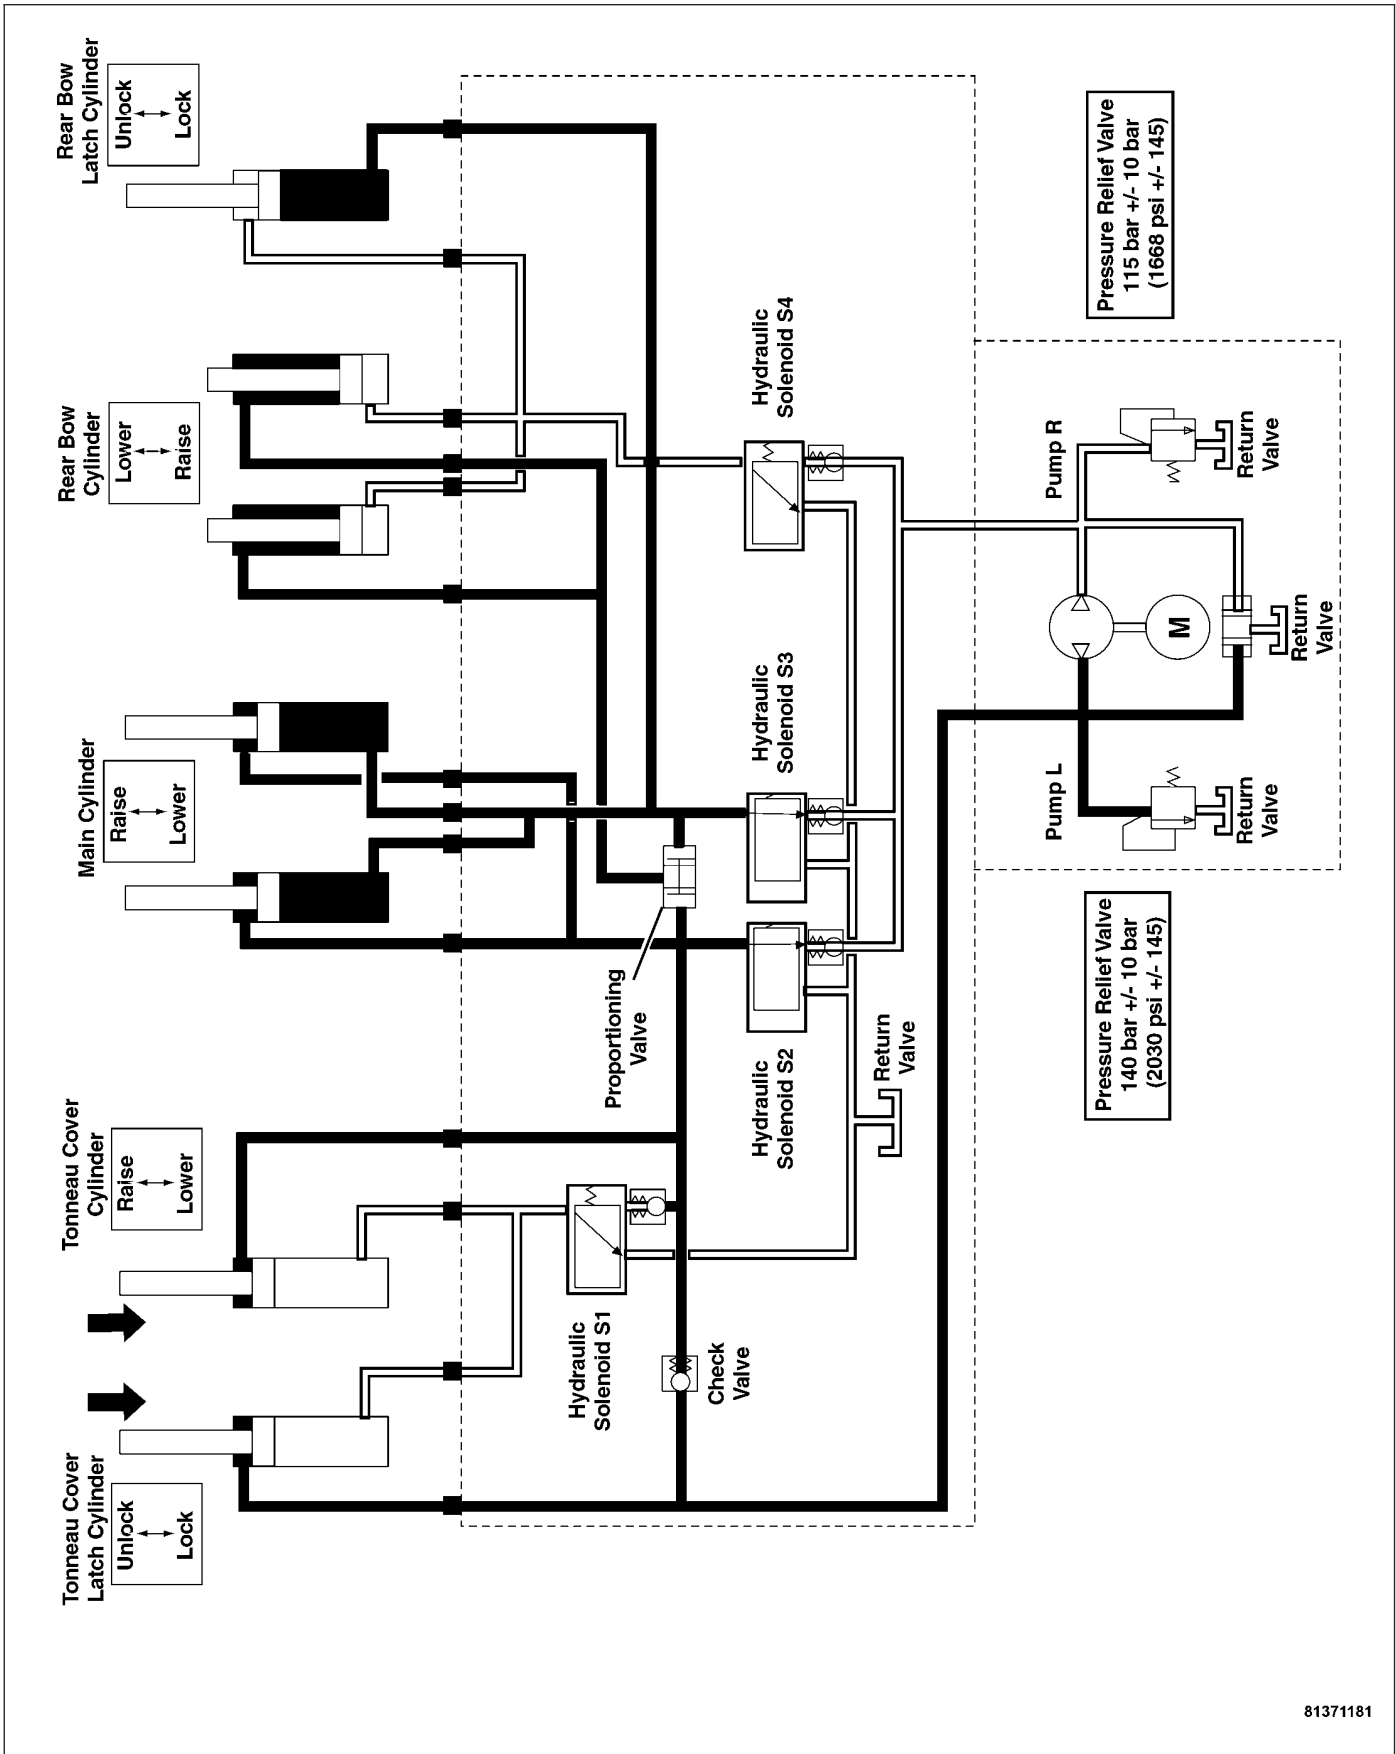 Tonneau Cover
Latch Cylinder
Unlock
Lock
Tonneau Cover
Cylinder
Raise
Lower
Main Cylinder
Raise
Lower
Rear Bow
Cylinder
Lower
Raise
Rear Bow
Latch Cylinder
Unlock
Lock
Hydraulic
Solenoid S1
Check
Valve
Proportioning
Valve
Hydraulic
Solenoid S2
Return
Valve
Hydraulic
Solenoid S3
Hydraulic
Solenoid S4
Pressure Relief Valve
140 bar +/- 10 bar
(2030 psi +/- 145)
Pump L
Return
Valve
M
Return
Valve
Pump R
Return
Valve
Pressure Relief Valve
115 bar +/- 10 bar
(1668 psi +/- 145)
81371181